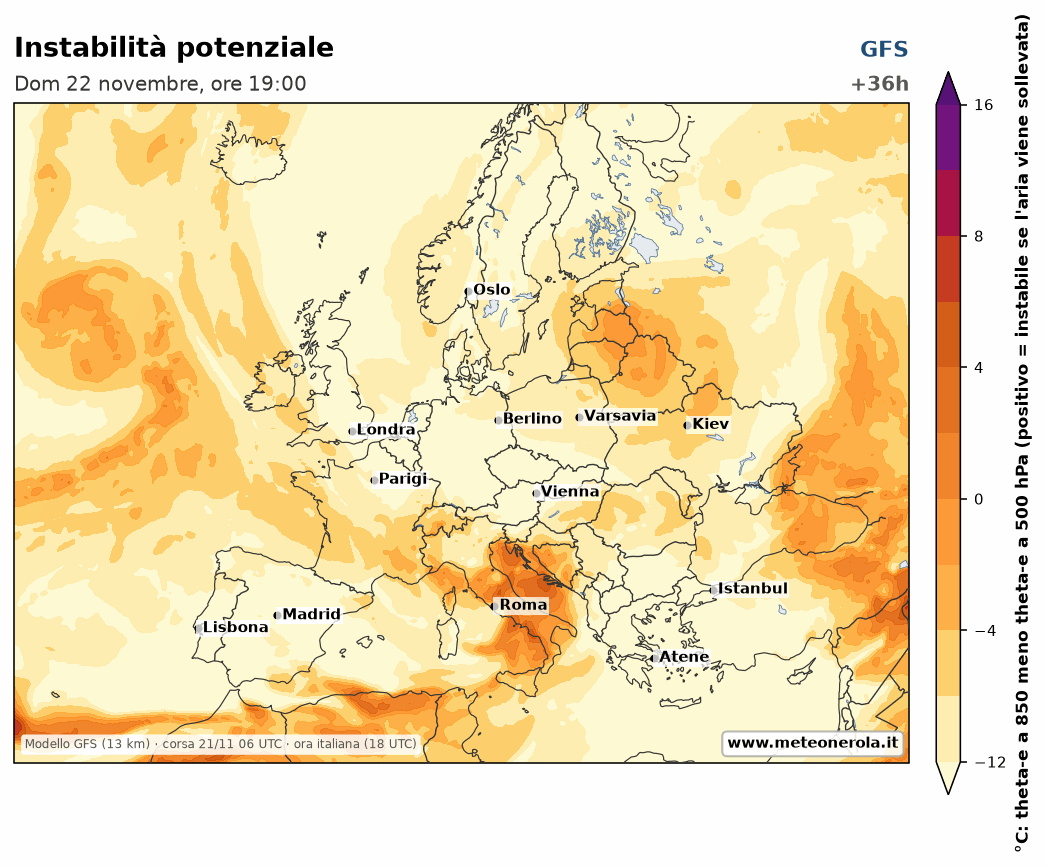 Instabilità potenziale
GFS
Dom 22 novembre, ore 19:00
+36h
Oslo
Londra
Berlino
Varsavia
Kiev
Parigi
Vienna
Istanbul
Roma
Madrid
Lisbona
Atene
Modello GFS (13 km) · corsa 21/11 06 UTC · ora italiana (18 UTC)
www.meteonerola.it
16
8
4
0
−4
−12
°C: theta-e a 850 meno theta-e a 500 hPa (positivo = instabile se l'aria viene sollevata)